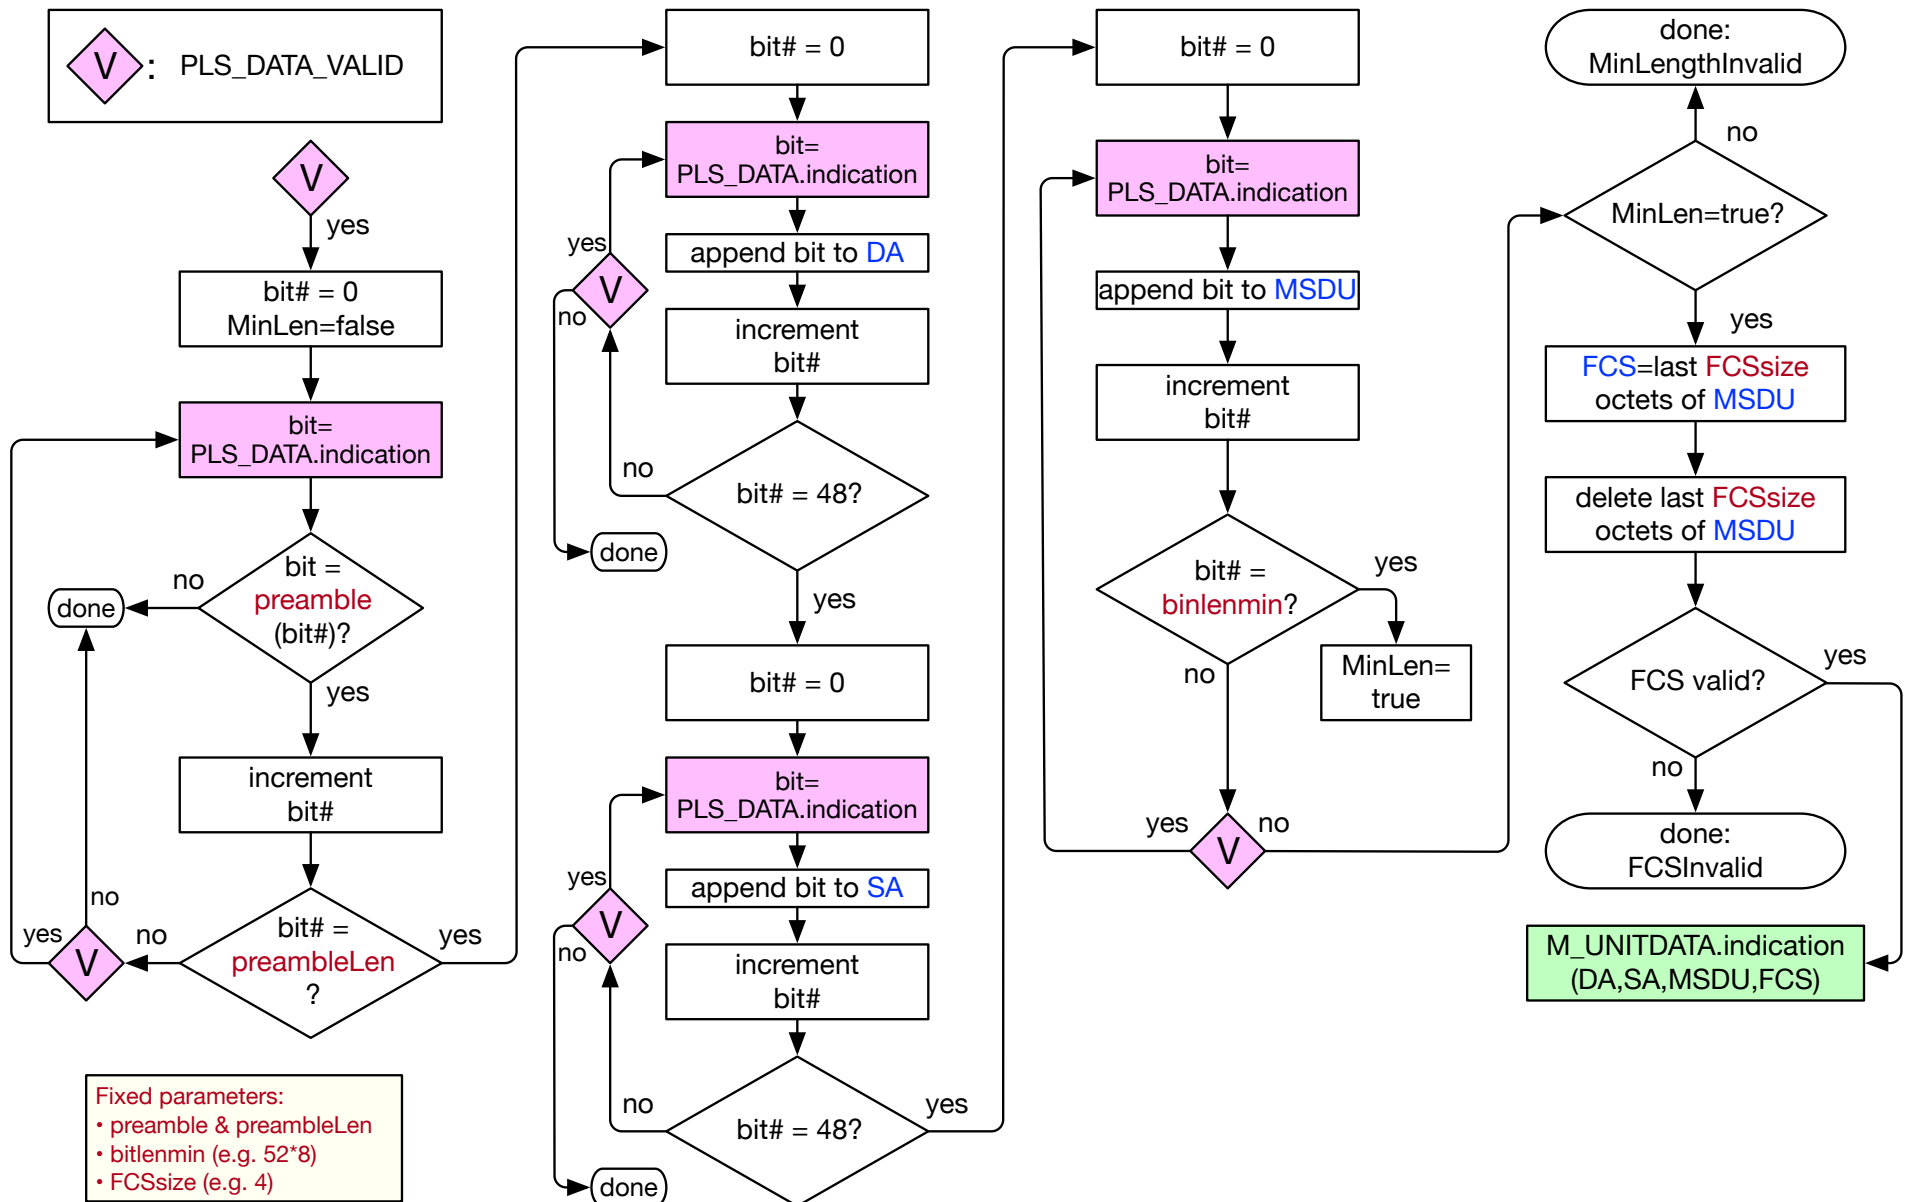 V : PLS_DATA_VALID
V
yes
bit# = 0
MinLen=false
bit=
PLS_DATA.indication
bit =
preamble
(bit#)?
no
done
yes
increment
bit#
bit# =
preambleLen
?
no
yes
V
yes
no
Fixed parameters:
• preamble & preambleLen
• bitlenmin (e.g. 52*8)
• FCSsize (e.g. 4)
bit# = 0
bit=
PLS_DATA.indication
append bit to DA
increment
bit#
bit# = 48?
no
V
yes
no
done
yes
bit# = 0
bit=
PLS_DATA.indication
append bit to SA
increment
bit#
bit# = 48?
no
V
yes
no
done
yes
bit# = 0
bit=
PLS_DATA.indication
append bit to MSDU
increment
bit#
bit# =
binlenmin?
yes
MinLen=
true
no
V
yes
no
done:
MinLengthInvalid
no
MinLen=true?
yes
FCS=last FCSsize
octets of MSDU
delete last FCSsize
octets of MSDU
FCS valid?
yes
no
done:
FCSInvalid
M_UNITDATA.indication
(DA,SA,MSDU,FCS)